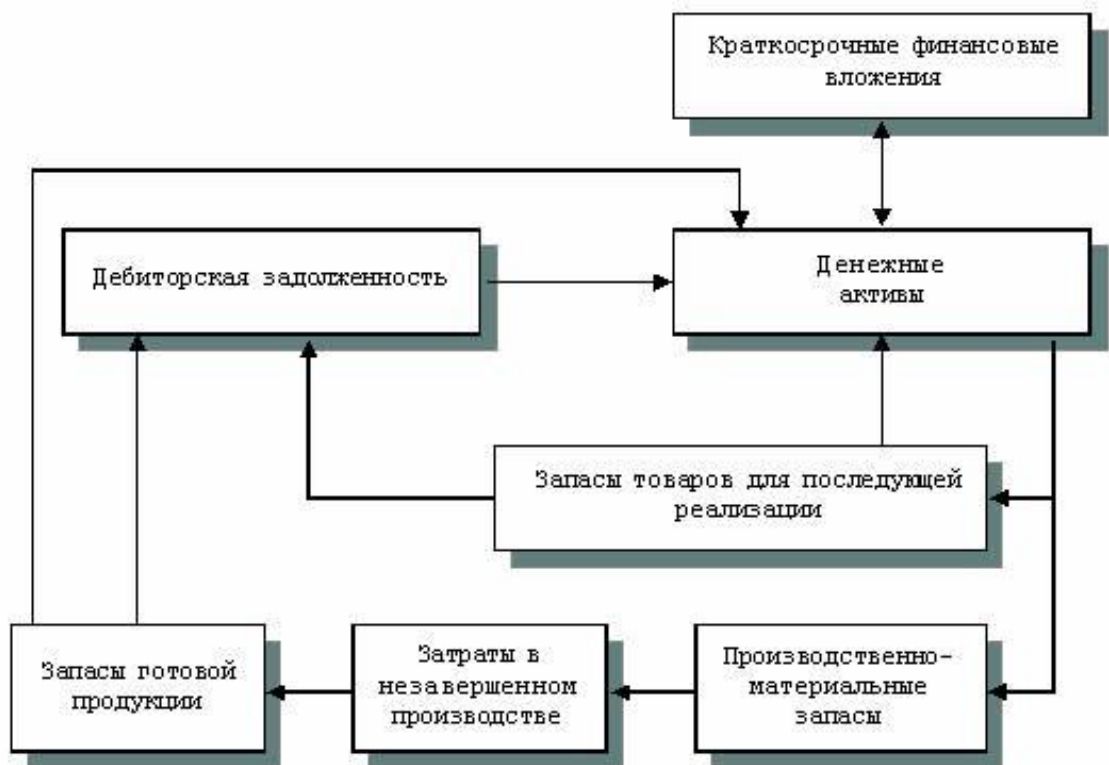 Краткосрочные финансовые
вложения
Дебиторская задолженность
Денежные
активы
Запасы товаров для последующей
реализации
Запасы готовой
продукции
Затраты в
незавершенном
производстве
Производственно-
материальные
запасы